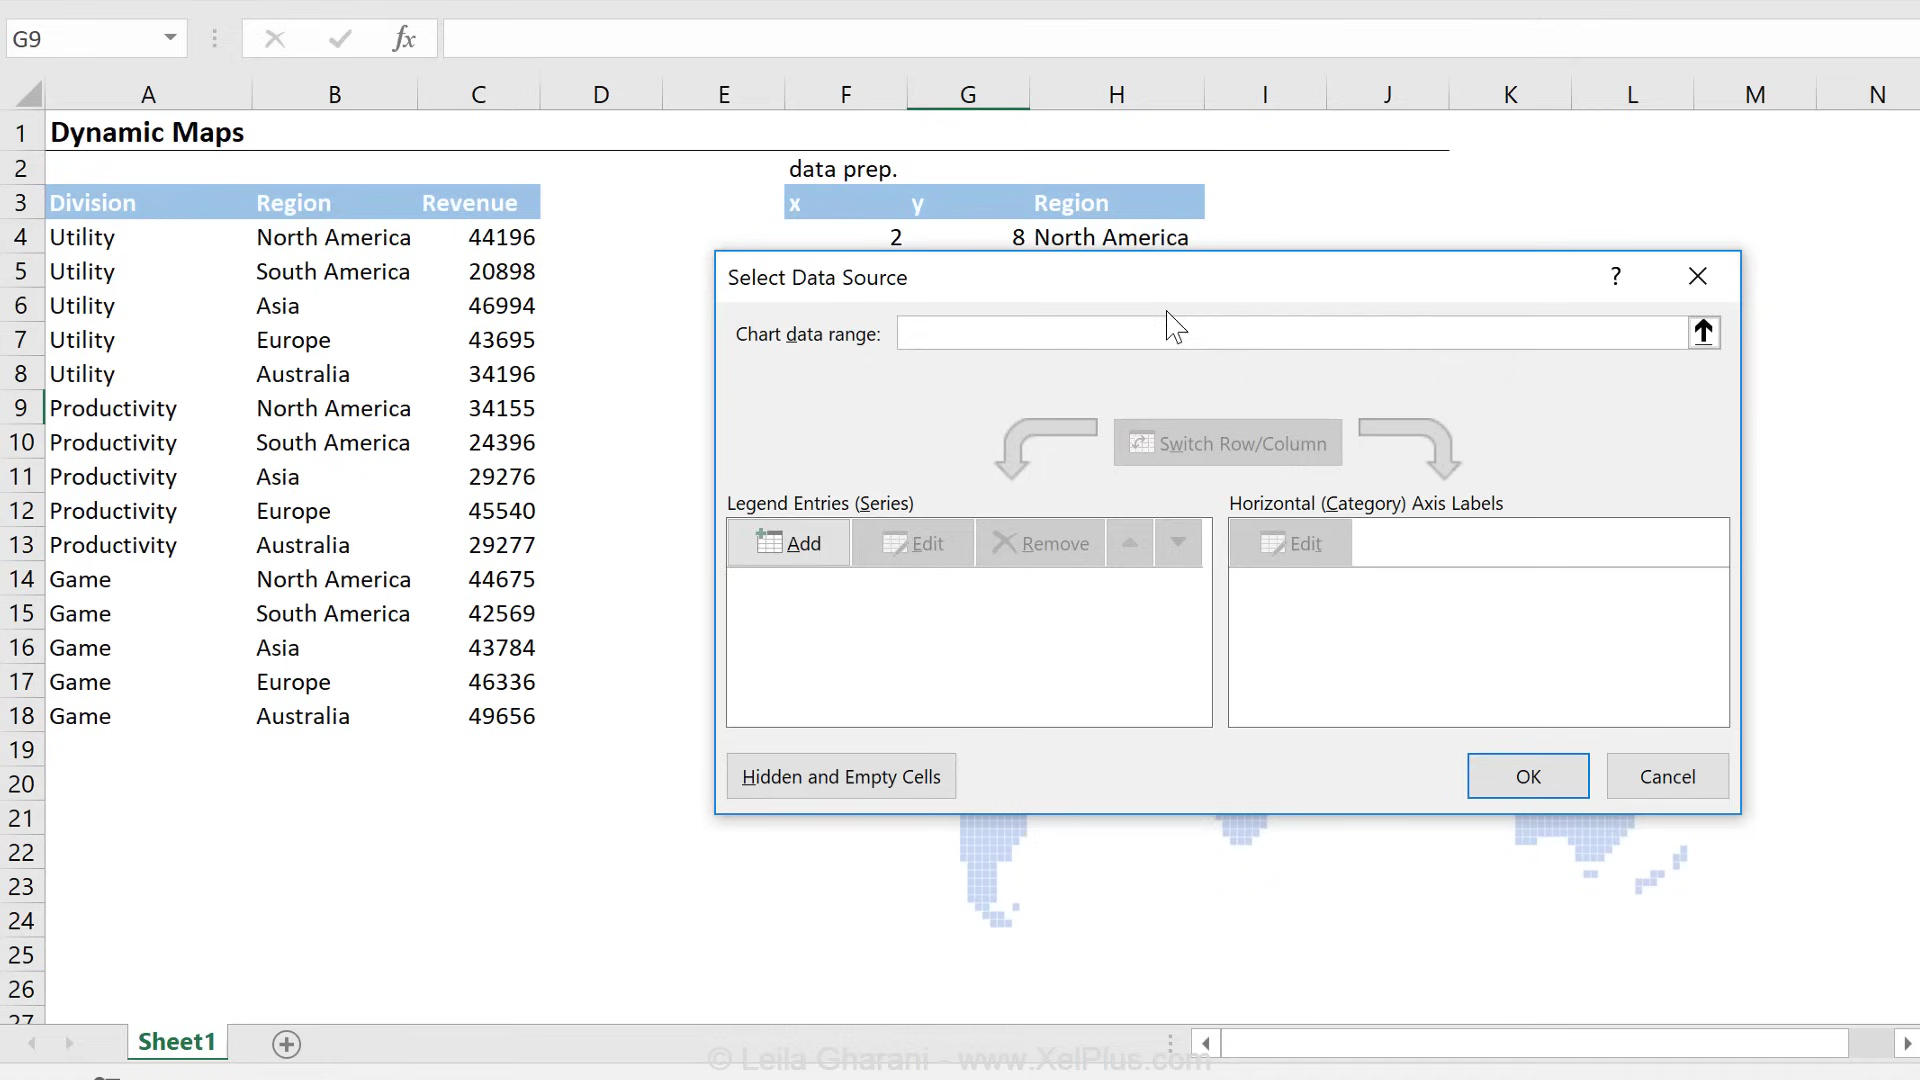 G9
fx
A B C D E F G H I J K L M N
1 Dynamic Maps
2 data prep.
3 Division Region Revenue x y Region
4 Utility North America 44196 2 8 North America
5 Utility South America 20898
6 Utility Asia 46994
7 Utility Europe 43695
8 Utility Australia 34196
9 Productivity North America 34155
10 Productivity South America 24396
11 Productivity Asia 29276
12 Productivity Europe 45540
13 Productivity Australia 29277
14 Game North America 44675
15 Game South America 42569
16 Game Asia 43784
17 Game Europe 46336
18 Game Australia 49656
19
20
21
22
23
24
25
26
27
Select Data Source ?
Chart data range:
Switch Row/Column
Legend Entries (Series) Horizontal (Category) Axis Labels
Add Edit Remove Edit
Hidden and Empty Cells OK Cancel
Sheet1
© Leila Gharani - www.XelPlus.com